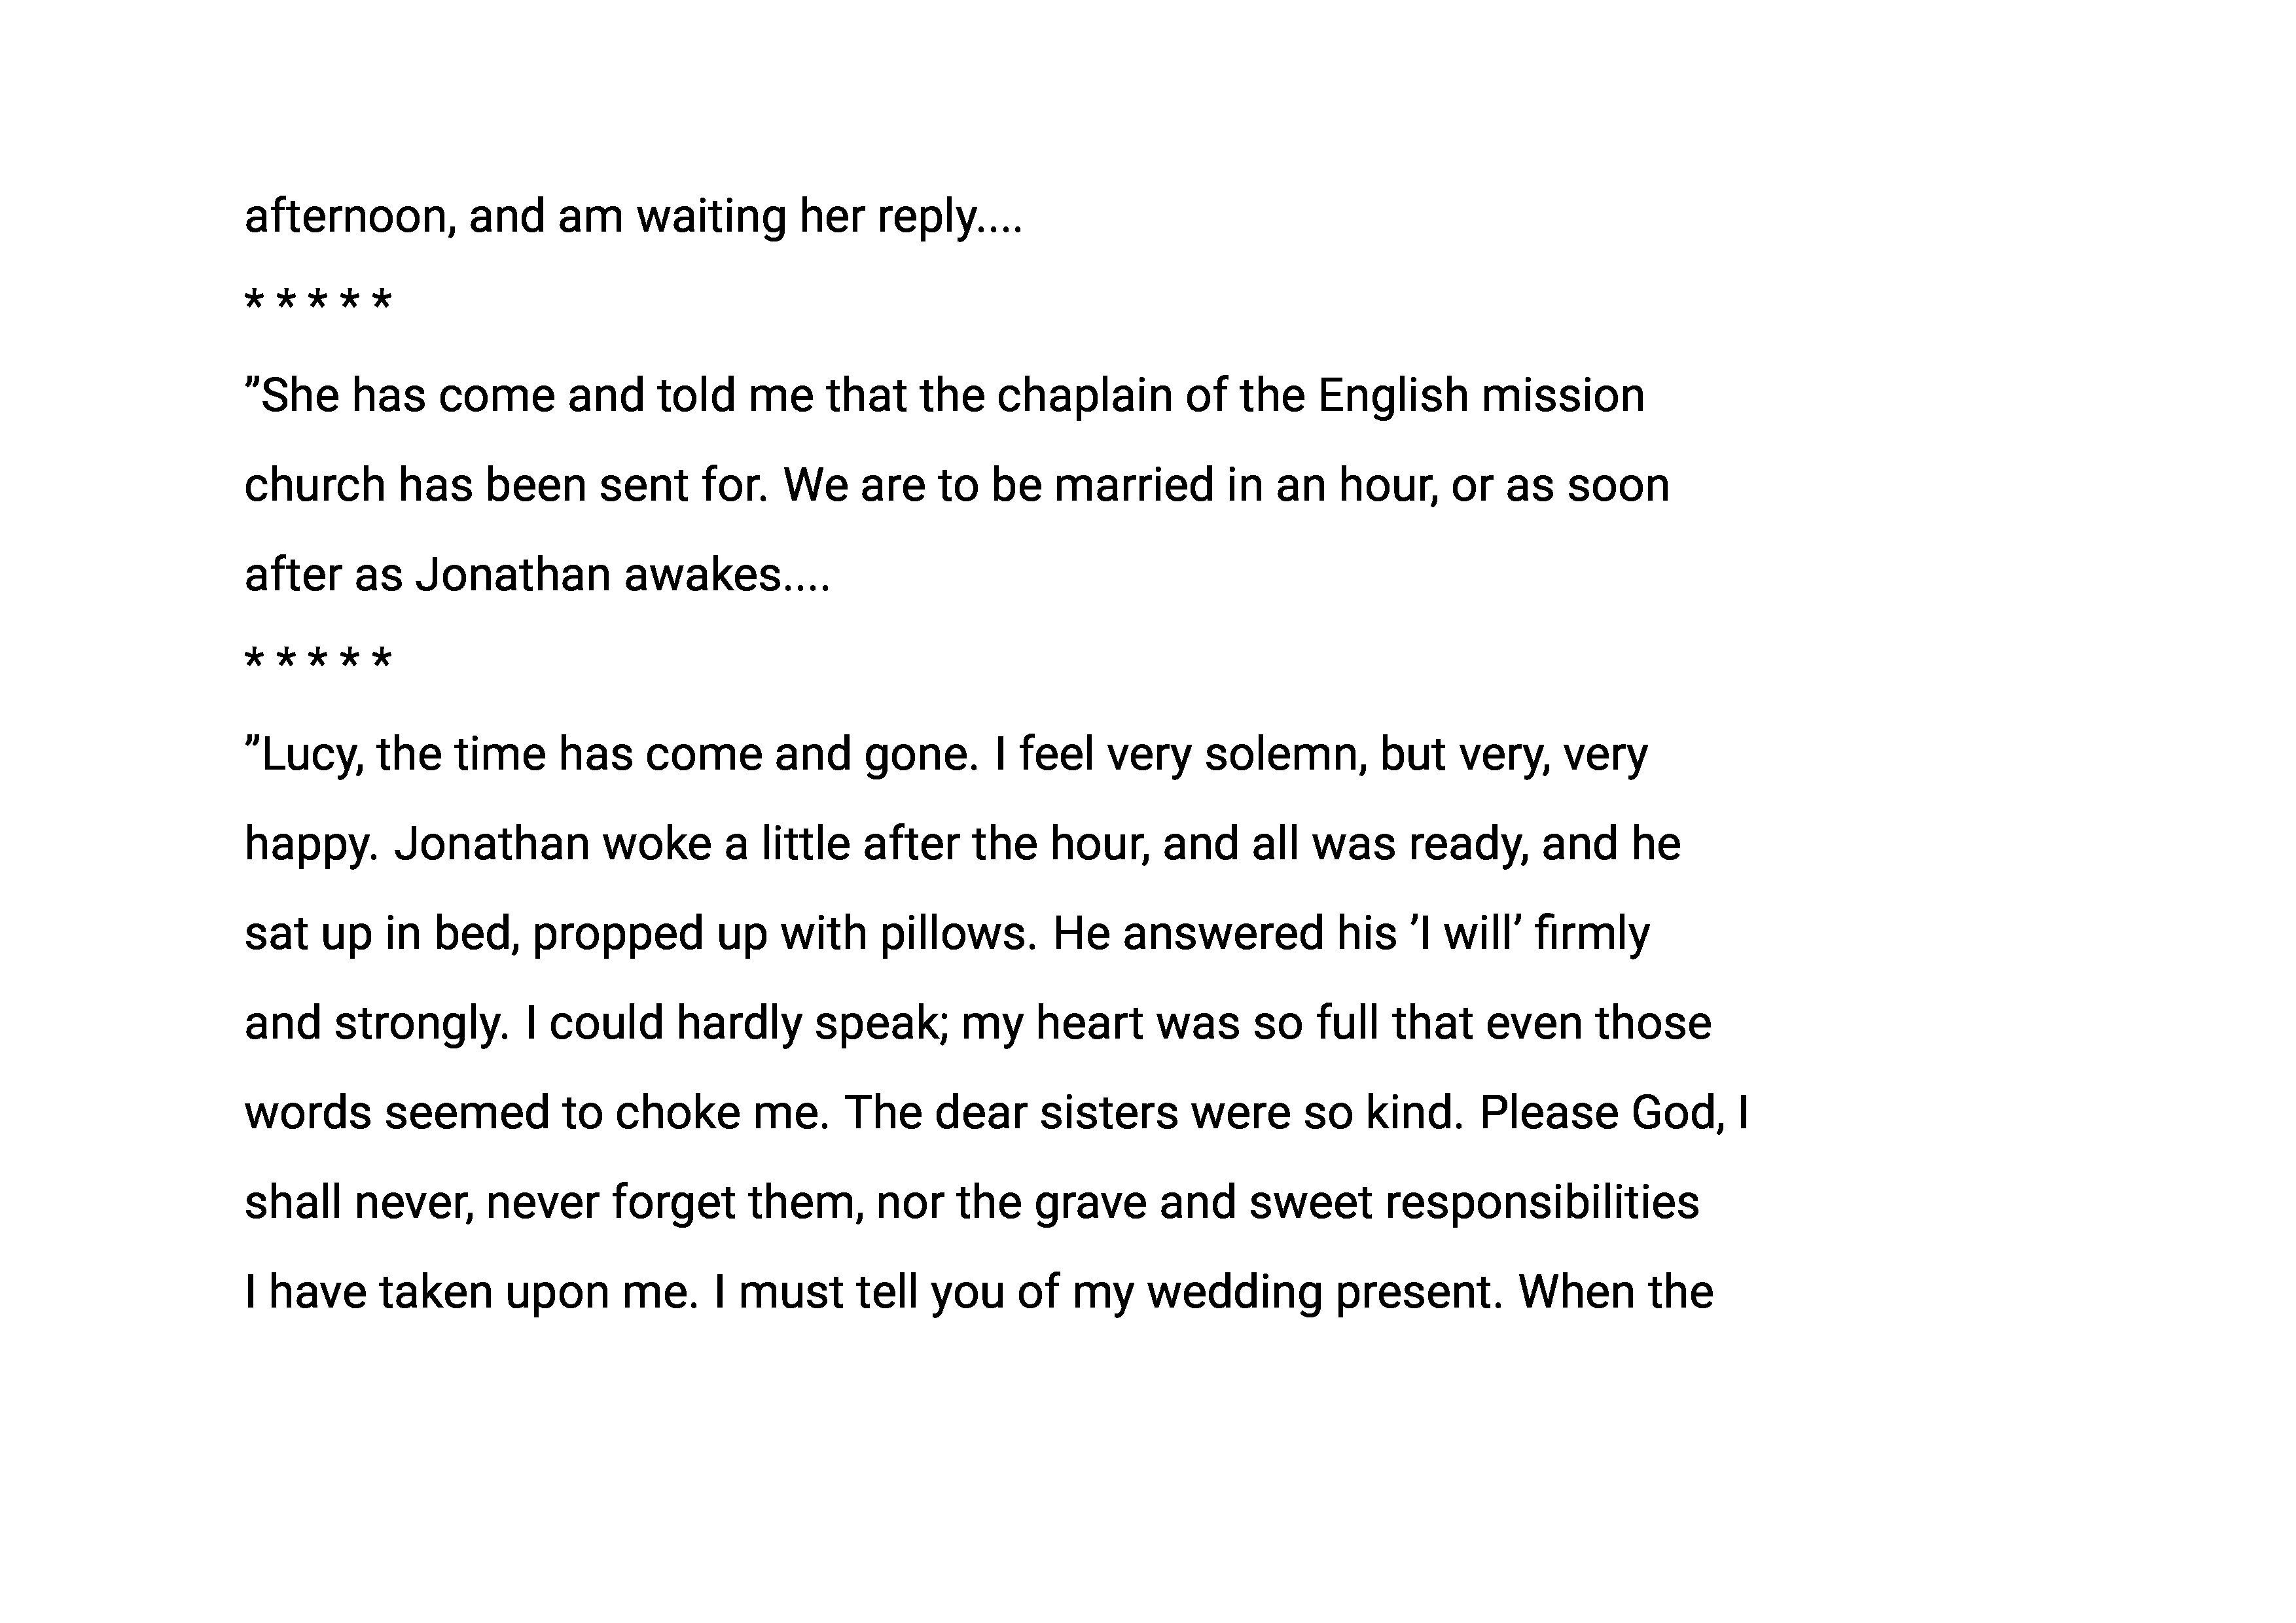 afternoon, and am waiting her reply....
* * * * *
”She has come and told me that the chaplain of the English mission
church has been sent for. We are to be married in an hour, or as soon
after as Jonathan awakes....
* * * * *
”Lucy, the time has come and gone. I feel very solemn, but very, very
happy. Jonathan woke a little after the hour, and all was ready, and he
sat up in bed, propped up with pillows. He answered his ’I will’ firmly
and strongly. I could hardly speak; my heart was so full that even those
words seemed to choke me. The dear sisters were so kind. Please God, I
shall never, never forget them, nor the grave and sweet responsibilities
I have taken upon me. I must tell you of my wedding present. When the